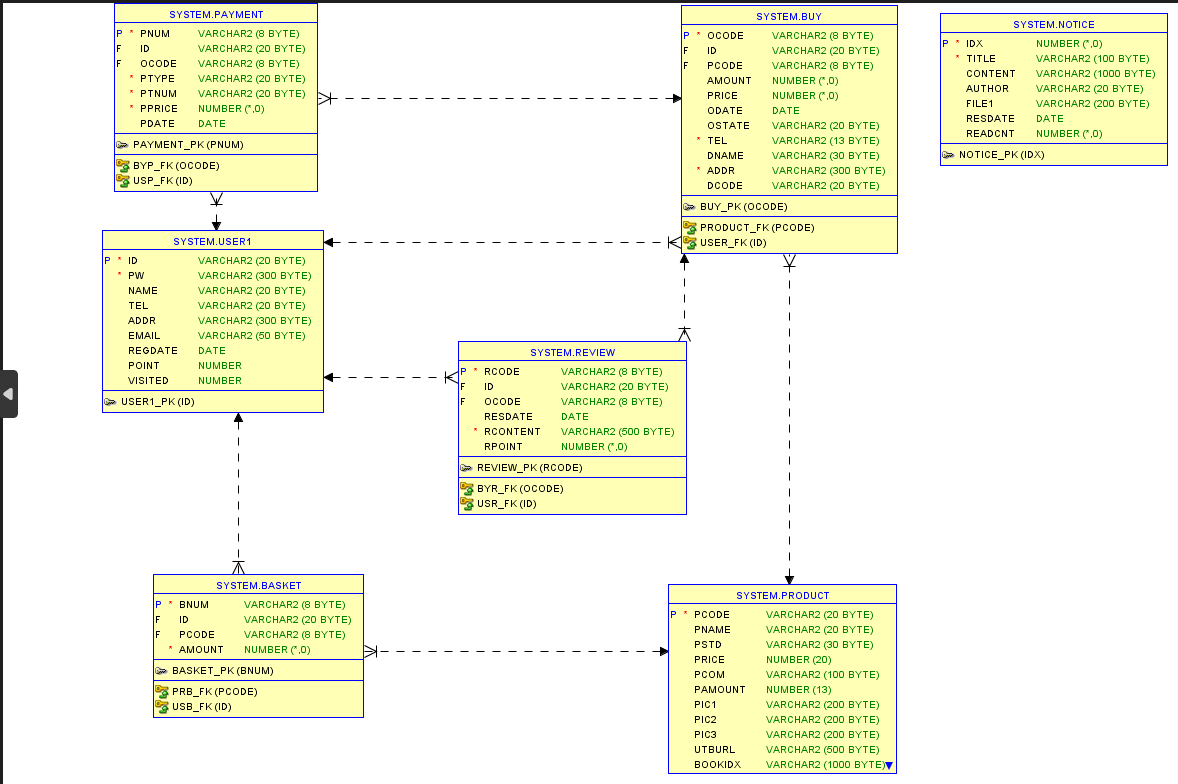 SYSTEM.PAYMENT
P * PNUM VARCHAR2 (8 BYTE)
F ID VARCHAR2 (20 BYTE)
F OCODE VARCHAR2 (8 BYTE)
* PTYPE VARCHAR2 (20 BYTE)
* PTNUM VARCHAR2 (20 BYTE)
* PPRICE NUMBER (*,0)
PDATE DATE
PAYMENT_PK (PNUM)
BYP_FK (OCODE)
USP_FK (ID)
SYSTEM.BUY
P * OCODE VARCHAR2 (8 BYTE)
F ID VARCHAR2 (20 BYTE)
F PCODE VARCHAR2 (8 BYTE)
AMOUNT NUMBER (*,0)
PRICE NUMBER (*,0)
ODATE DATE
OSTATE VARCHAR2 (20 BYTE)
* TEL VARCHAR2 (13 BYTE)
DNAME VARCHAR2 (30 BYTE)
* ADDR VARCHAR2 (300 BYTE)
DCODE VARCHAR2 (20 BYTE)
BUY_PK (OCODE)
PRODUCT_FK (PCODE)
USER_FK (ID)
SYSTEM.NOTICE
P * IDX NUMBER (*,0)
* TITLE VARCHAR2 (100 BYTE)
CONTENT VARCHAR2 (1000 BYTE)
AUTHOR VARCHAR2 (20 BYTE)
FILE1 VARCHAR2 (200 BYTE)
RESDATE DATE
READCNT NUMBER (*,0)
NOTICE_PK (IDX)
SYSTEM.USER1
P * ID VARCHAR2 (20 BYTE)
* PW VARCHAR2 (300 BYTE)
NAME VARCHAR2 (20 BYTE)
TEL VARCHAR2 (20 BYTE)
ADDR VARCHAR2 (300 BYTE)
EMAIL VARCHAR2 (50 BYTE)
REGDATE DATE
POINT NUMBER
VISITED NUMBER
USER1_PK (ID)
SYSTEM.REVIEW
P * RCODE VARCHAR2 (8 BYTE)
F ID VARCHAR2 (20 BYTE)
F OCODE VARCHAR2 (8 BYTE)
RESDATE DATE
* RCONTENT VARCHAR2 (500 BYTE)
RPOINT NUMBER (*,0)
REVIEW_PK (RCODE)
BYR_FK (OCODE)
USR_FK (ID)
SYSTEM.BASKET
P * BNUM VARCHAR2 (8 BYTE)
F ID VARCHAR2 (20 BYTE)
F PCODE VARCHAR2 (8 BYTE)
* AMOUNT NUMBER (*,0)
BASKET_PK (BNUM)
PRB_FK (PCODE)
USB_FK (ID)
SYSTEM.PRODUCT
P * PCODE VARCHAR2 (20 BYTE)
PNAME VARCHAR2 (20 BYTE)
PSTD VARCHAR2 (30 BYTE)
PRICE NUMBER (20)
PCOM VARCHAR2 (100 BYTE)
PAMOUNT NUMBER (13)
PIC1 VARCHAR2 (200 BYTE)
PIC2 VARCHAR2 (200 BYTE)
PIC3 VARCHAR2 (200 BYTE)
UTBURL VARCHAR2 (500 BYTE)
BOOKIDX VARCHAR2 (1000 BYTE)